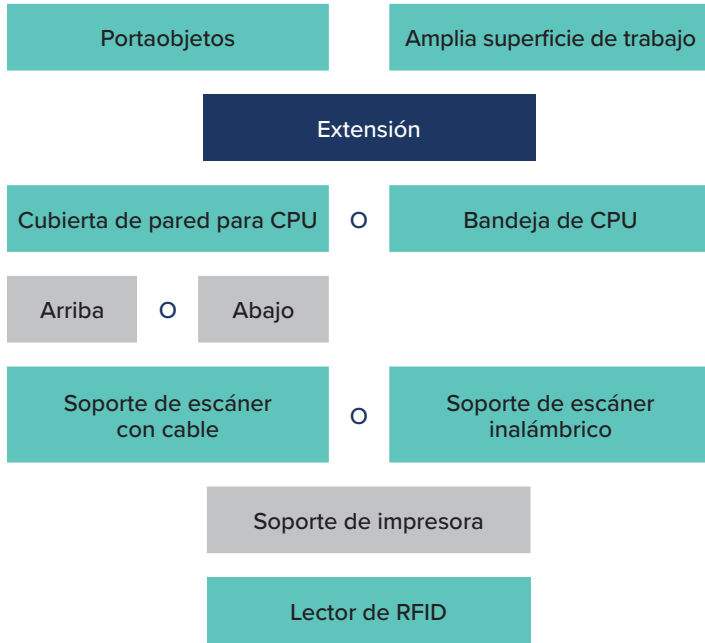 Portaobjetos
Amplia superficie de trabajo
Extensión
Cubierta de pared para CPU
O
Bandeja de CPU
Arriba
O
Abajo
Soporte de escáner
con cable
O
Soporte de escáner
inalámbrico
Soporte de impresora
Lector de RFID